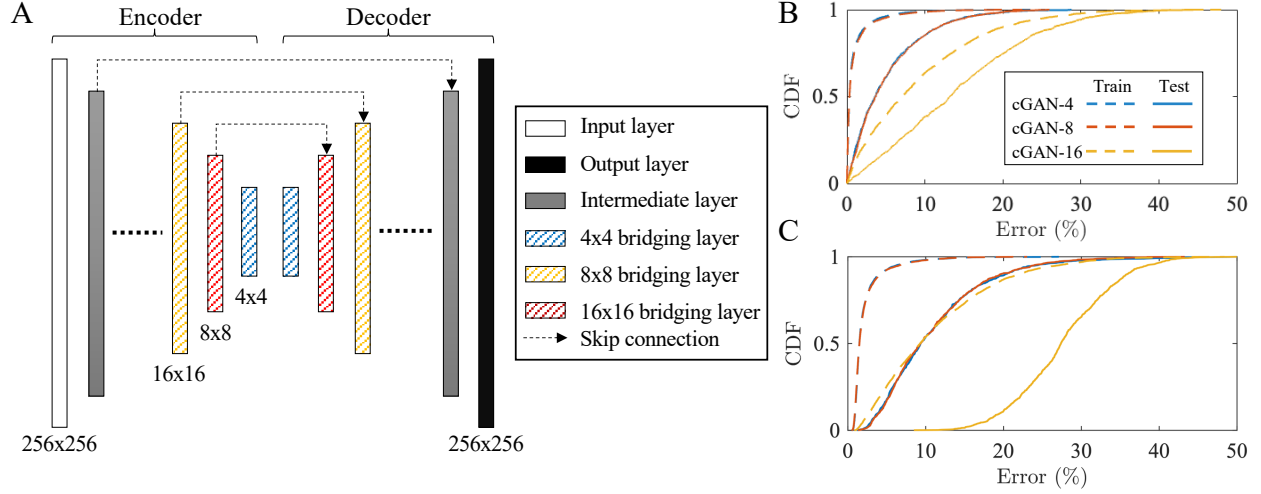 A
Encoder
Decoder
4x4
8x8
16x16
256x256
256x256
Input layer
Output layer
Intermediate layer
4x4 bridging layer
8x8 bridging layer
16x16 bridging layer
Skip connection
B
CDF
1
0.5
0
0 10 20 30 40 50
Error (%)
Train Test
cGAN-4
cGAN-8
cGAN-16
C
CDF
1
0.5
0
0 10 20 30 40 50
Error (%)